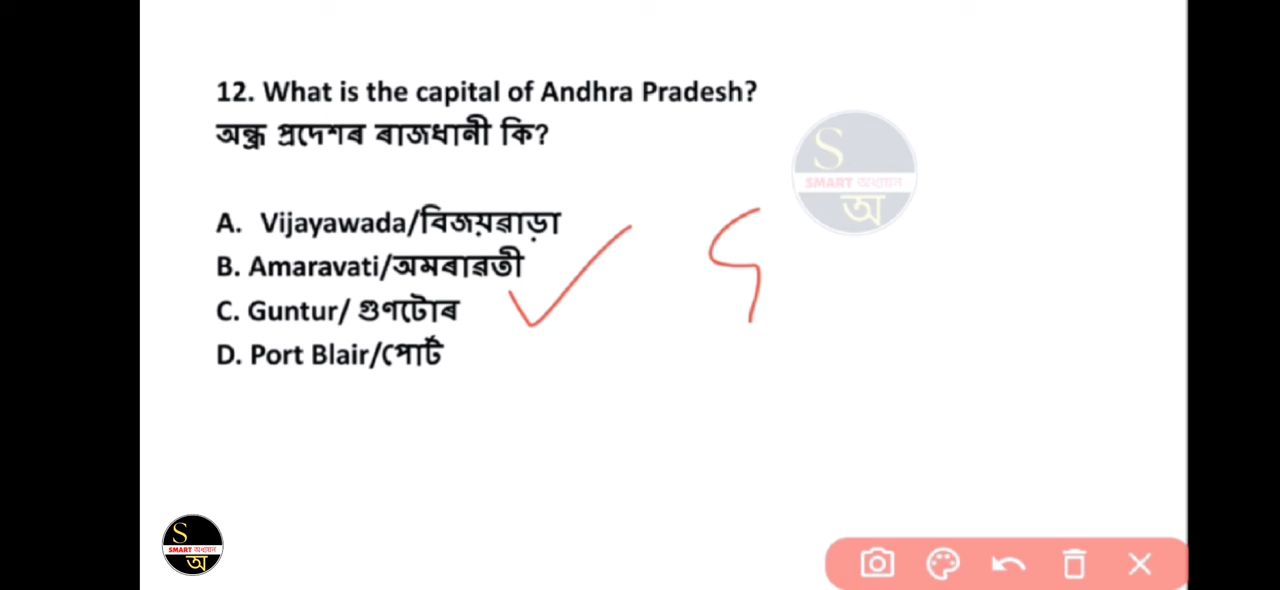 12. What is the capital of Andhra Pradesh?
অন্ধ্ৰ প্ৰদেশৰ ৰাজধানী কি?
S
SMART অধ্যয়ন
অ
A. Vijayawada/বিজয়ৱাড়া
B. Amaravati/অমৰাৱতী
C. Guntur/ গুণটোৰ
D. Port Blair/পোৰ্ট
S
SMART অধ্যয়ন
অ